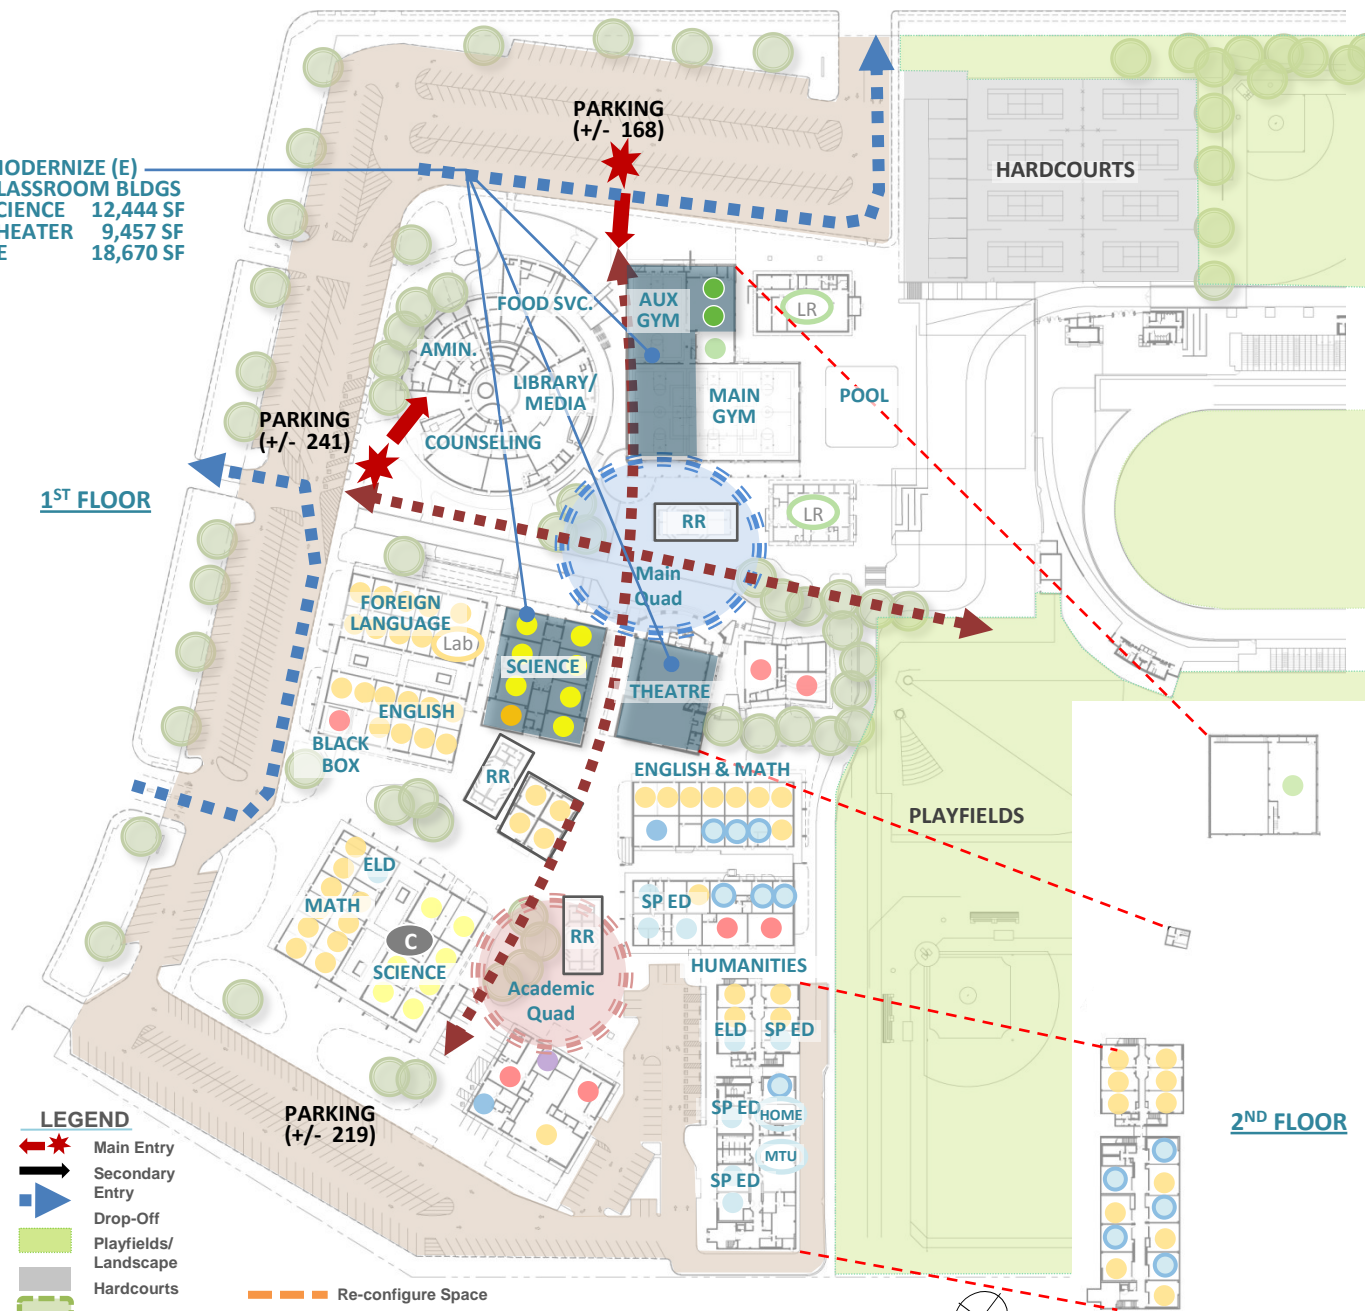 PARKING
(+/- 168)
HARDCOURTS
ODERNIZE (E)
LASSROOM BLDGS
CIENCE 12,444 SF
HEATER 9,457 SF
E 18,670 SF
FOOD SVC.
AUX
GYM
LR
AMIN.
LIBRARY/
MEDIA
MAIN
GYM
POOL
PARKING
(+/- 241)
COUNSELING
1ST FLOOR
RR
LR
Main
Quad
FOREIGN
LANGUAGE
Lab
SCIENCE
THEATRE
ENGLISH
BLACK
BOX
RR
ENGLISH & MATH
PLAYFIELDS
ELD
MATH
SP ED
C
SCIENCE
RR
HUMANITIES
Academic
Quad
ELD SP ED
SP ED HOME
MTU
SP ED
PARKING
(+/- 219)
2ND FLOOR
LEGEND
Main Entry
Secondary
Entry
Drop-Off
Playfields/
Landscape
Hardcourts
Re-configure Space